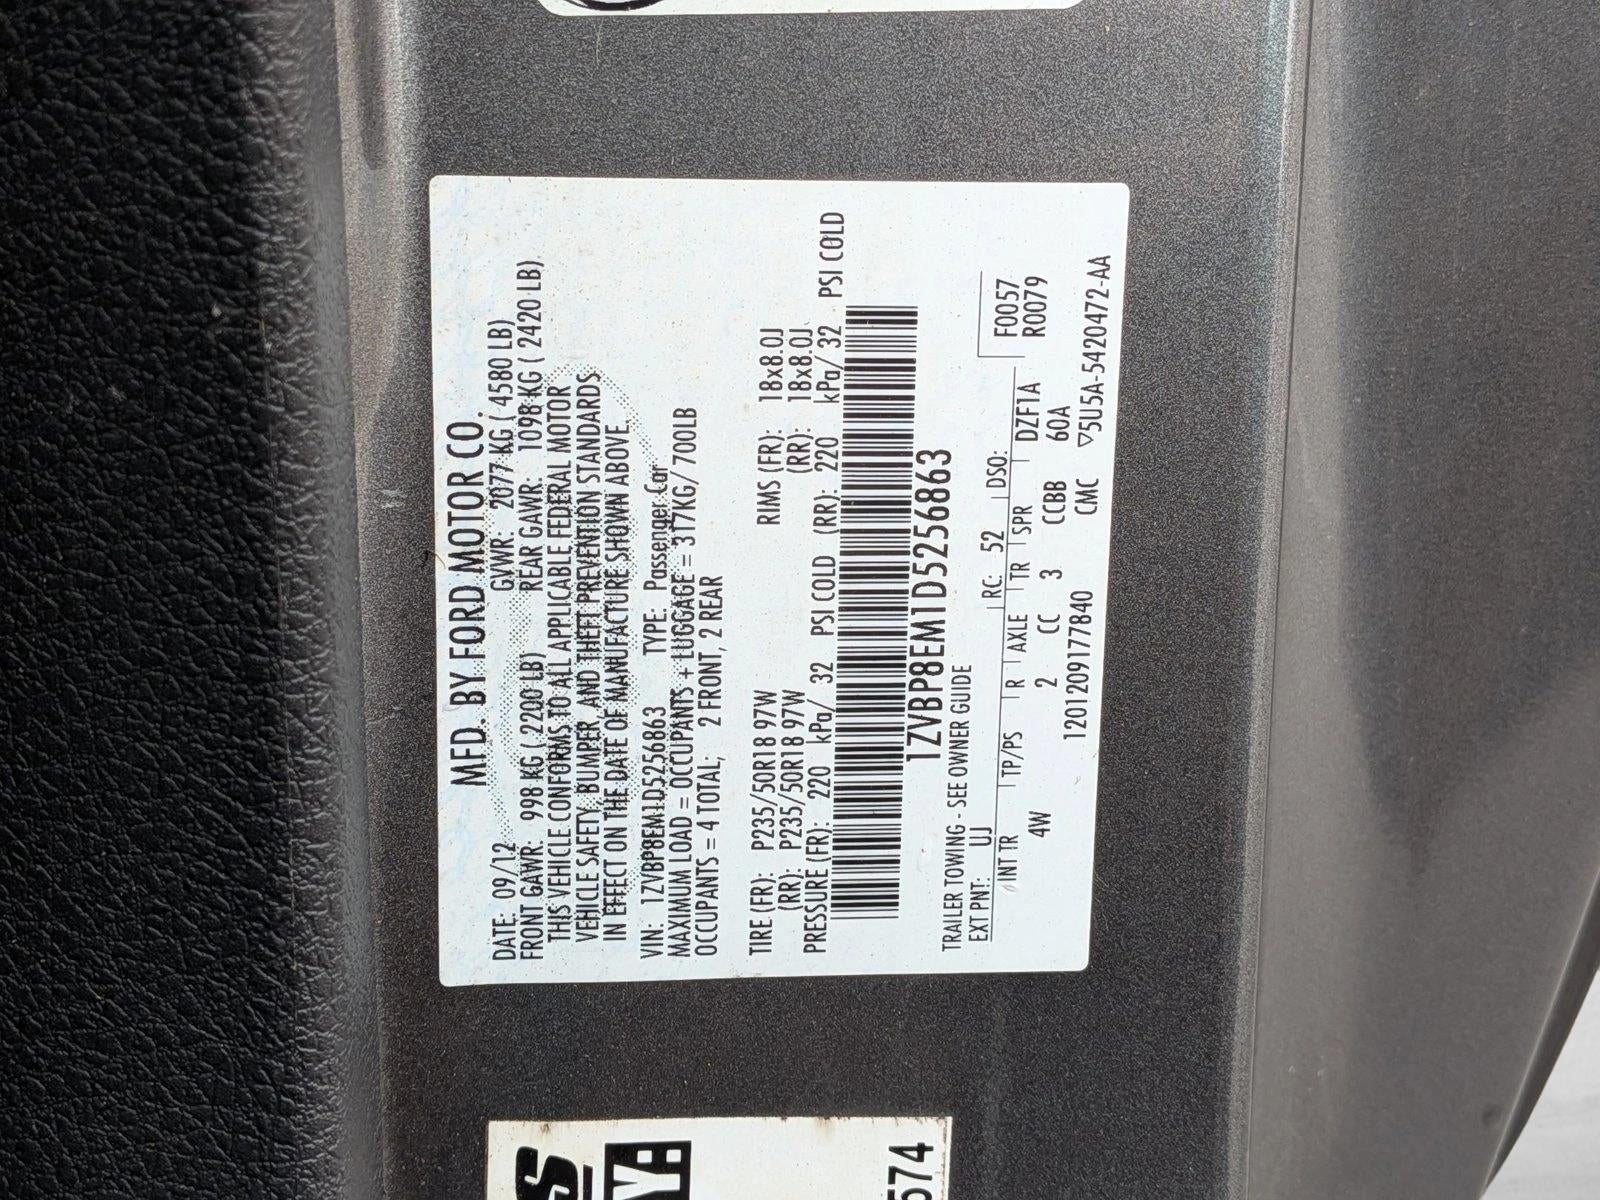 MFD. BY FORD MOTOR CO.
DATE: 09/12 GVWR: 2077 KG ( 4580 LB)
FRONT GAWR: 998 KG ( 2200 LB) REAR GAWR: 1098 KG ( 2420 LB)
THIS VEHICLE CONFORMS TO ALL APPLICABLE FEDERAL MOTOR
VEHICLE SAFETY, BUMPER, AND THEFT PREVENTION STANDARDS
IN EFFECT ON THE DATE OF MANUFACTURE SHOWN ABOVE.
VIN: 1ZVBP8EM1D5256863 TYPE: Passenger Car
MAXIMUM LOAD = OCCUPANTS + LUGGAGE = 317KG/ 700LB
OCCUPANTS = 4 TOTAL; 2 FRONT, 2 REAR
TIRE (FR): P235/50R18 97W RIMS (FR): 18x8.0J
(RR): P235/50R18 97W (RR): 18x8.0J
PRESSURE (FR): 220 kPa/ 32 PSI COLD (RR): 220 kPa/ 32 PSI COLD
1ZVBP8EM1D5256863
TRAILER TOWING - SEE OWNER GUIDE
EXT PNT: UJ RC: 52 DSO: F0057
INT TR TP/PS R AXLE TR SPR DZF1A R0079
4W 2 CC 3 CCBB 60A
120120917784​0 CMC ▽5U5A-5420472-AA
574